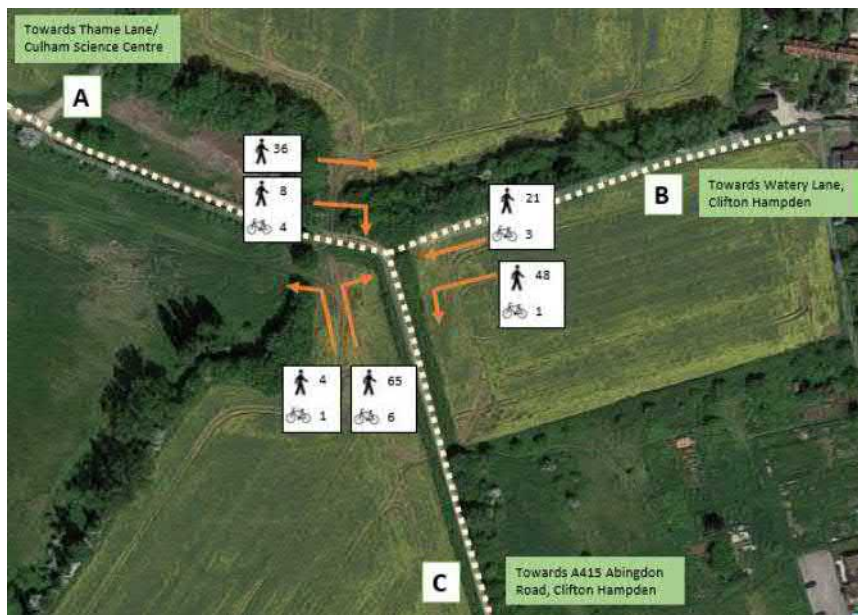 Towards Thame Lane/
Culham Science Centre
A
36
8
4
21
3
B
Towards Watery Lane,
Clifton Hampden
48
1
4
1
65
6
C
Towards A415 Abingdon
Road, Clifton Hampden